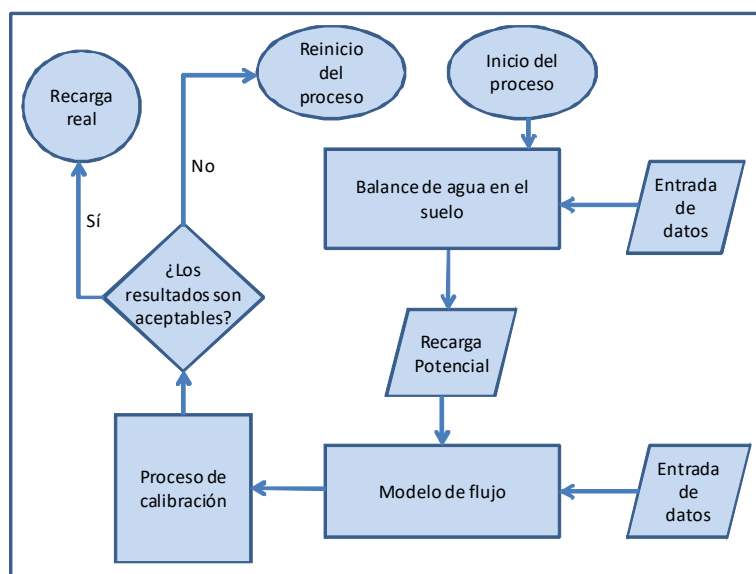 Reinicio
del
proceso
Inicio del
proceso
Recarga
real
No
Balance de agua en el
suelo
Entrada
de
datos
Sí
¿Los
resultados son
aceptables?
Recarga
Potencial
Proceso de
calibración
Modelo de flujo
Entrada
de
datos